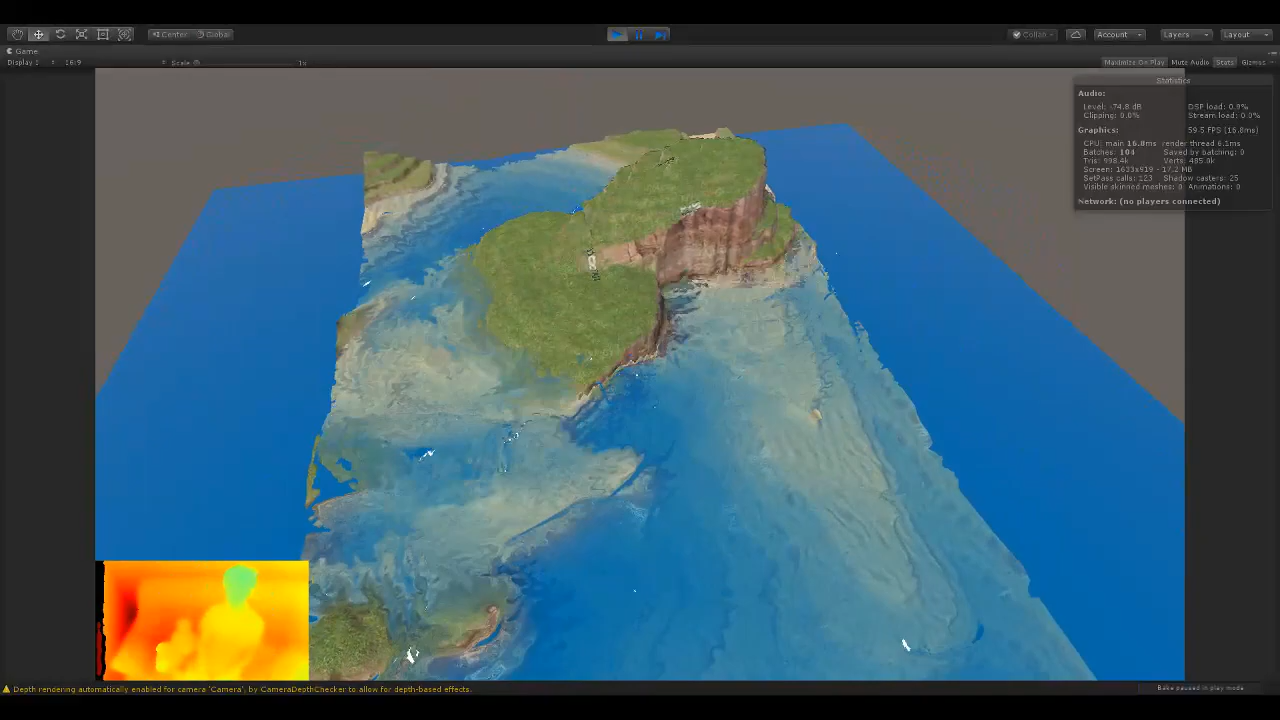 Center Global
Collab Account Layers Layout
Game
Display 1 16:9 Scale 1x Maximize On Play Mute Audio Stats Gizmos
Statistics
Audio:
Level: -74.8 dB DSP load: 0.0%
Clipping: 0.0% Stream load: 0.0%
Graphics: 59.5 FPS (16.8ms)
CPU: main 16.8ms render thread 6.1ms
Batches: 104 Saved by batching: 0
Tris: 998.4k Verts: 485.0k
Screen: 1633x919 - 17.2 MB
SetPass calls: 123 Shadow casters: 25
Visible skinned meshes: 0 Animations: 0
Network: (no players connected)
Depth rendering automatically enabled for camera 'Camera', by CameraDepthChecker to allow for depth-based effects.
Bake paused in play mode